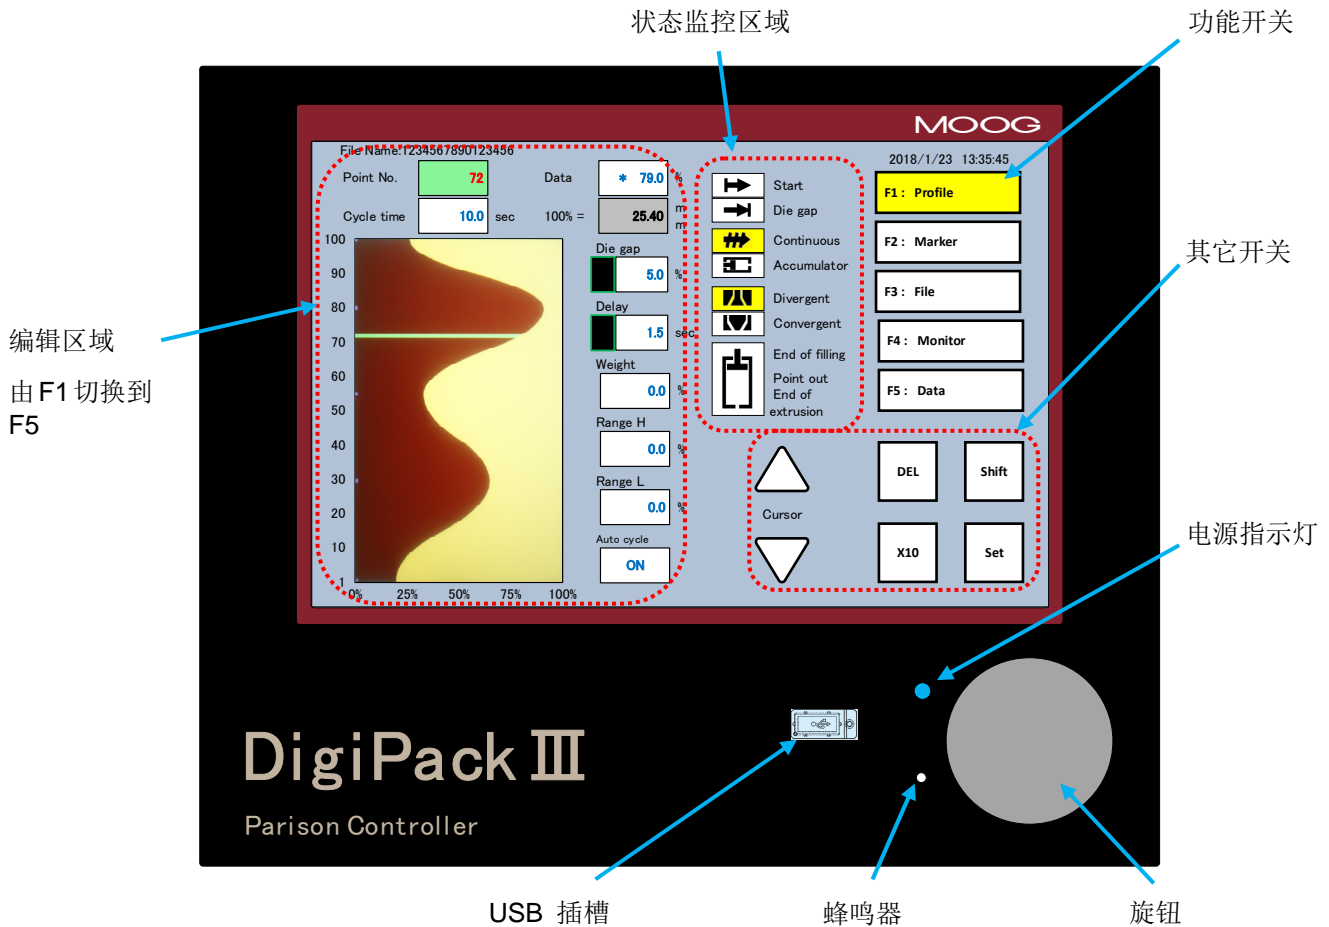 状态监控区域
功能开关
MOOG
File Name:1234567890123456
2018/1/23 13:35:45
Point No. 72 Data * 79.0 %
Cycle time 10.0 sec 100% = 25.40 m
m
100
90
80
70
60
50
40
30
20
10
1
0% 25% 50% 75% 100%
Die gap
5.0 %
Delay
1.5 sec
Weight
0.0 %
Range H
0.0 %
Range L
0.0 %
Auto cycle
ON
Start
Die gap
Continuous
Accumulator
Divergent
Convergent
End of filling
Point out
End of
extrusion
F1 : Profile
F2 : Marker
F3 : File
F4 : Monitor
F5 : Data
Cursor
DEL
Shift
X10
Set
其它开关
编辑区域
由 F1 切换到
F5
电源指示灯
DigiPack III
Parison Controller
USB 插槽
蜂鸣器
旋钮